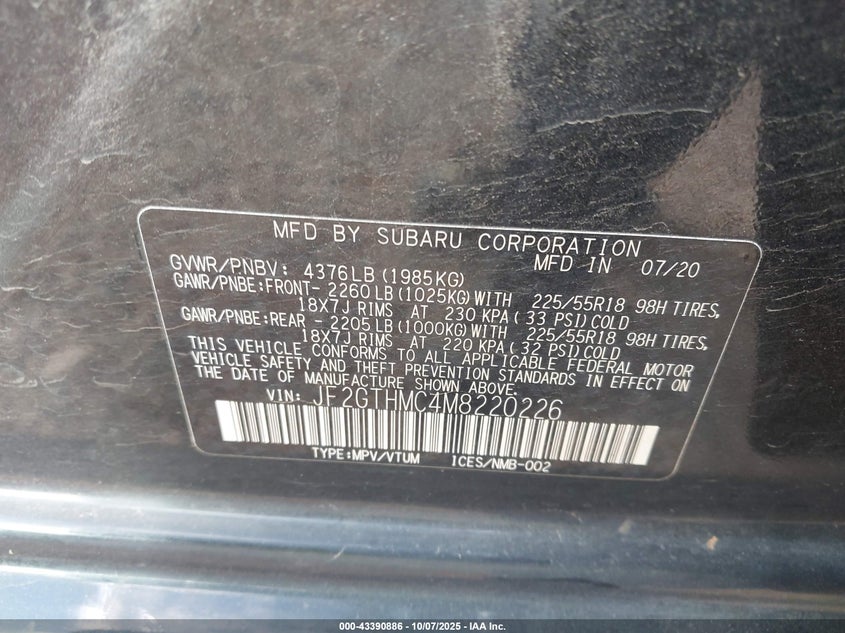 MFD BY SUBARU CORPORATION
GVWR/PNBV: 4376LB(1985KG) MFD IN 07/20
GAWR/PNBE:FRONT- 2260LB(1025KG)WITH 225/55R18 98H TIRES,
18X7J RIMS AT 230 KPA(33 PSI)COLD
GAWR/PNBE:REAR - 2205LB(1000KG)WITH 225/55R18 98H TIRES,
18X7J RIMS AT 220 KPA(32 PSI)COLD
THIS VEHICLE CONFORMS TO ALL APPLICABLE FEDERAL MOTOR
VEHICLE SAFETY AND THEFT PREVENTION STANDARDS IN EFFECT ON
THE DATE OF MANUFACTURE SHOWN ABOVE.
VIN: JF2GTHMC4M8220226
TYPE:MPV/VTUM ICES/NMB-002
000-43390886 - 10/07/2025 - IAA Inc.